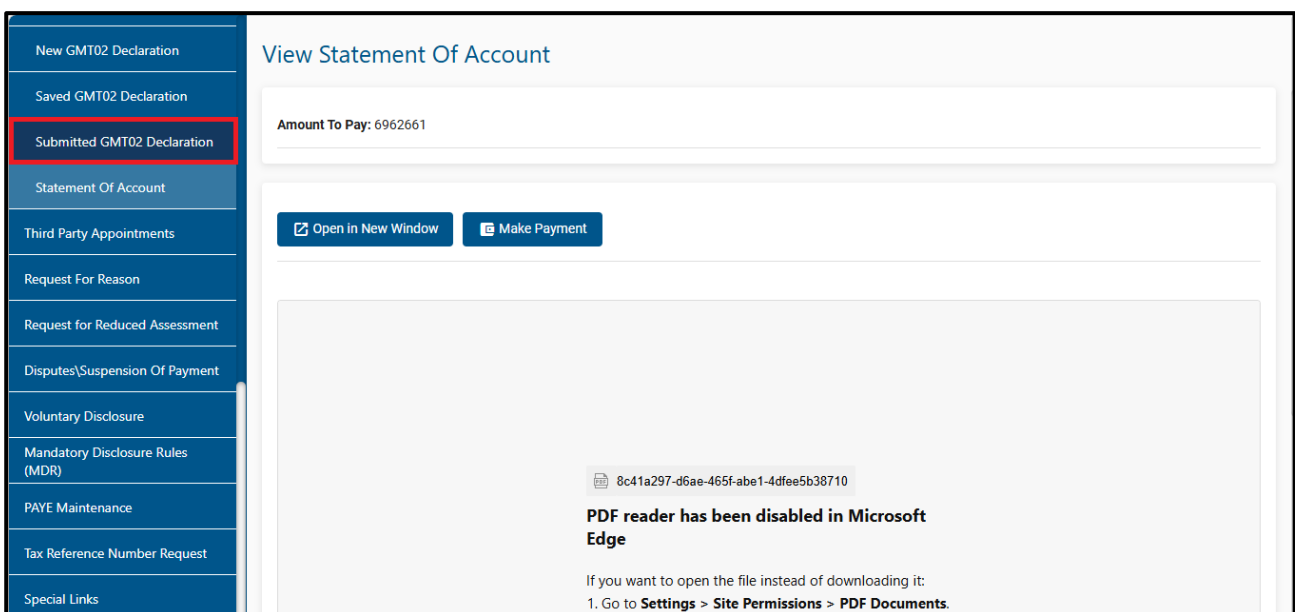 New GMT02 Declaration
Saved GMT02 Declaration
Submitted GMT02 Declaration
Statement Of Account
Third Party Appointments
Request For Reason
Request for Reduced Assessment
Disputes\Suspension Of Payment
Voluntary Disclosure
Mandatory Disclosure Rules
(MDR)
PAYE Maintenance
Tax Reference Number Request
Special Links
View Statement Of Account
Amount To Pay: 6962661
Open in New Window
Make Payment
8c41a297-d6ae-465f-abe1-4dfee5b38710
PDF reader has been disabled in Microsoft
Edge
If you want to open the file instead of downloading it:
1. Go to Settings > Site Permissions > PDF Documents.